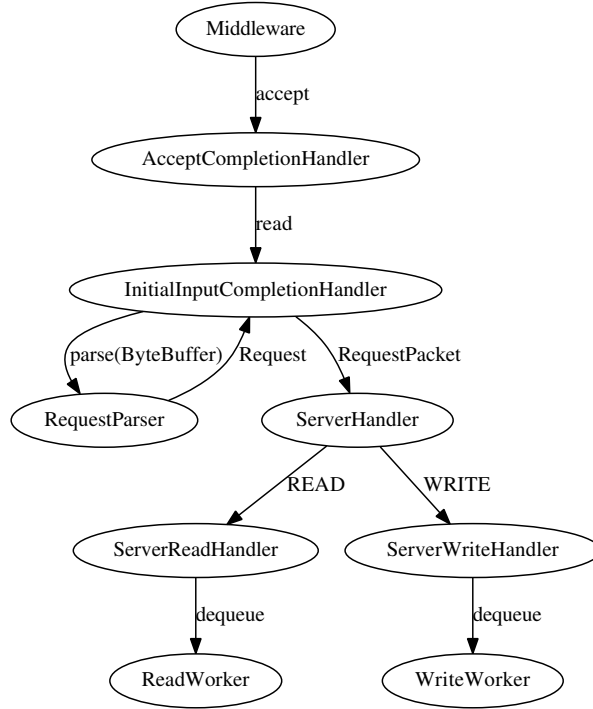 Middleware
accept
AcceptCompletionHandler
read
InitialInputCompletionHandler
parse(ByteBuffer)
Request
RequestPacket
RequestParser
ServerHandler
READ
WRITE
ServerReadHandler
ServerWriteHandler
dequeue
dequeue
ReadWorker
WriteWorker